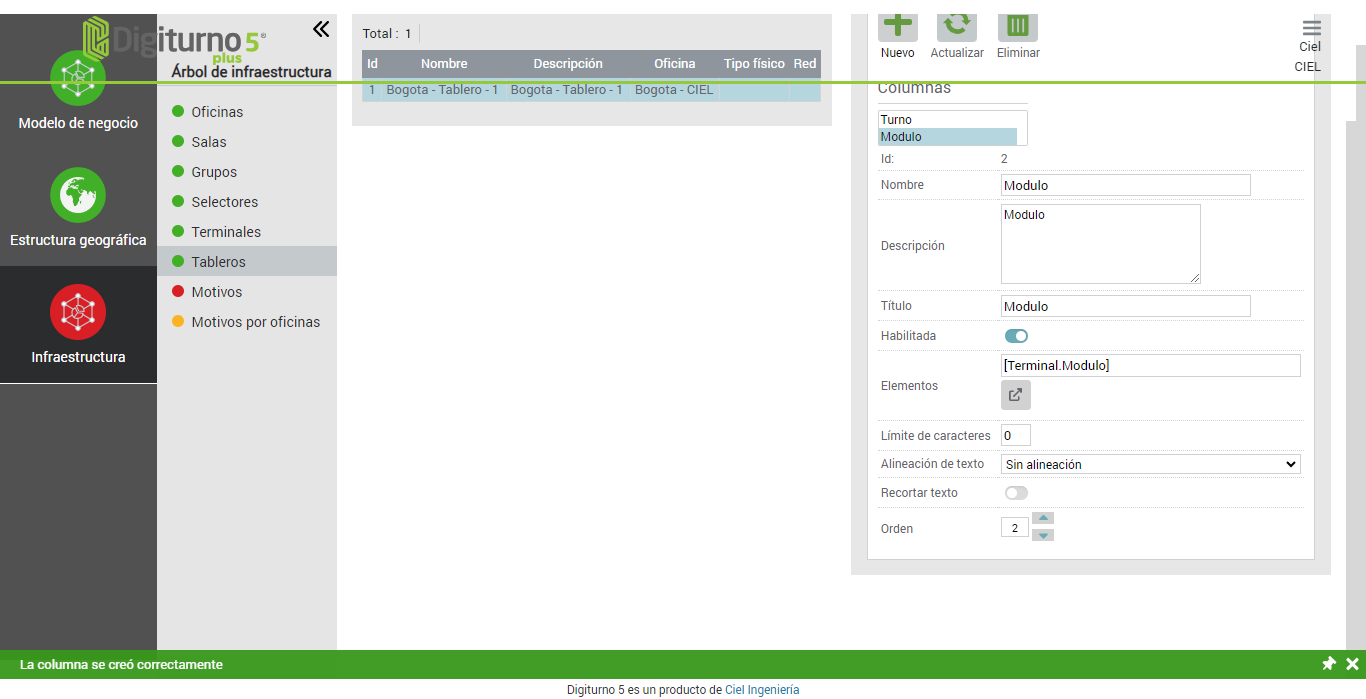 Digiturno 5®
plus
Modelo de negocio
Estructura geográfica
Infraestructura
Árbol de infraestructura
Oficinas
Salas
Grupos
Selectores
Terminales
Tableros
Motivos
Motivos por oficinas
Total : 1
Id Nombre Descripción Oficina Tipo físico Red
1 Bogota - Tablero - 1 Bogota - Tablero - 1 Bogota - CIEL
Nuevo Actualizar Eliminar
Ciel
CIEL
Columnas
Turno
Modulo
Id: 2
Nombre Modulo
Descripción Modulo
Título Modulo
Habilitada
Elementos [Terminal.Modulo]
Límite de caracteres 0
Alineación de texto Sin alineación
Recortar texto
Orden 2
La columna se creó correctamente
Digiturno 5 es un producto de Ciel Ingeniería